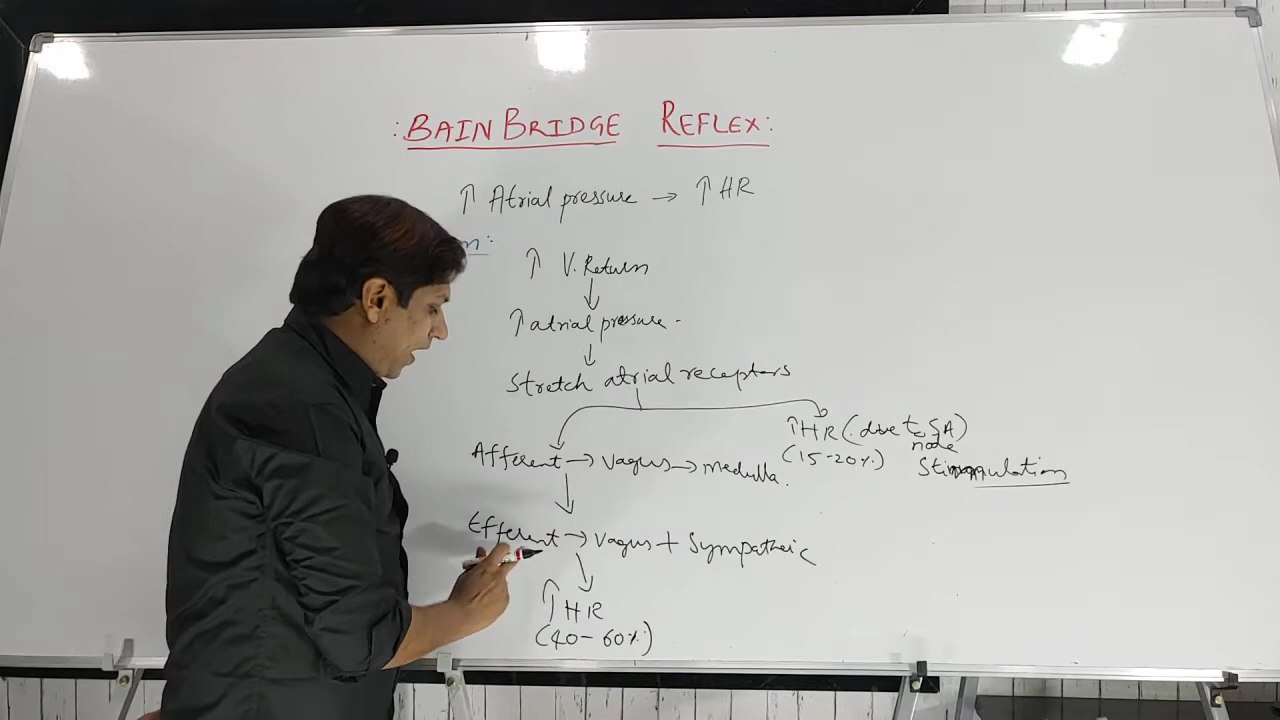 : BAINBRIDGE REFLEX:
↑ Atrial pressure → ↑ HR
↑ V. Return
↓
↑ atrial pressure -
↓
Stretch atrial receptors
↑ HR (due to SA) node
(15-20%) Stimulation
Afferent → vagus → medulla.
↓
Efferent → vagus + Sympathetic
↓
↑ HR
(40-60%)